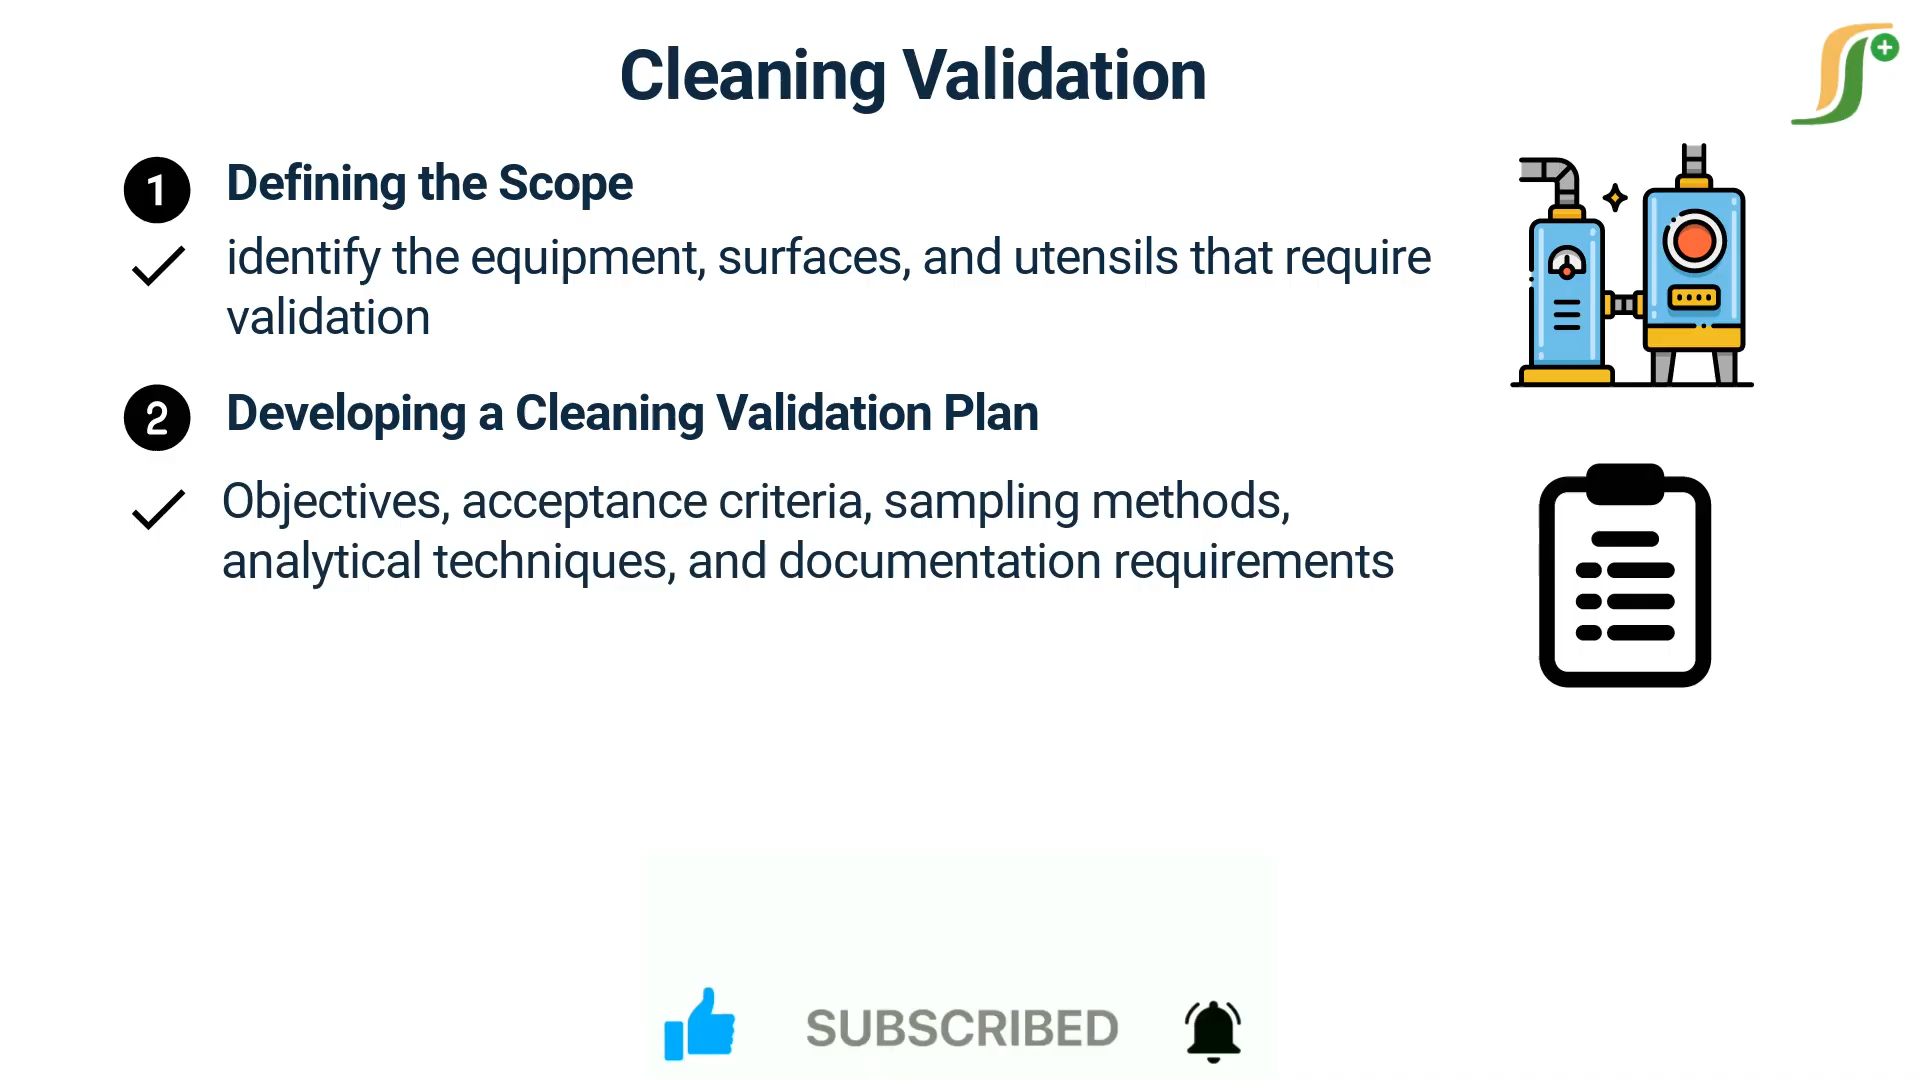 Cleaning Validation
1 Defining the Scope
identify the equipment, surfaces, and utensils that require
validation
2 Developing a Cleaning Validation Plan
Objectives, acceptance criteria, sampling methods,
analytical techniques, and documentation requirements
SUBSCRIBED